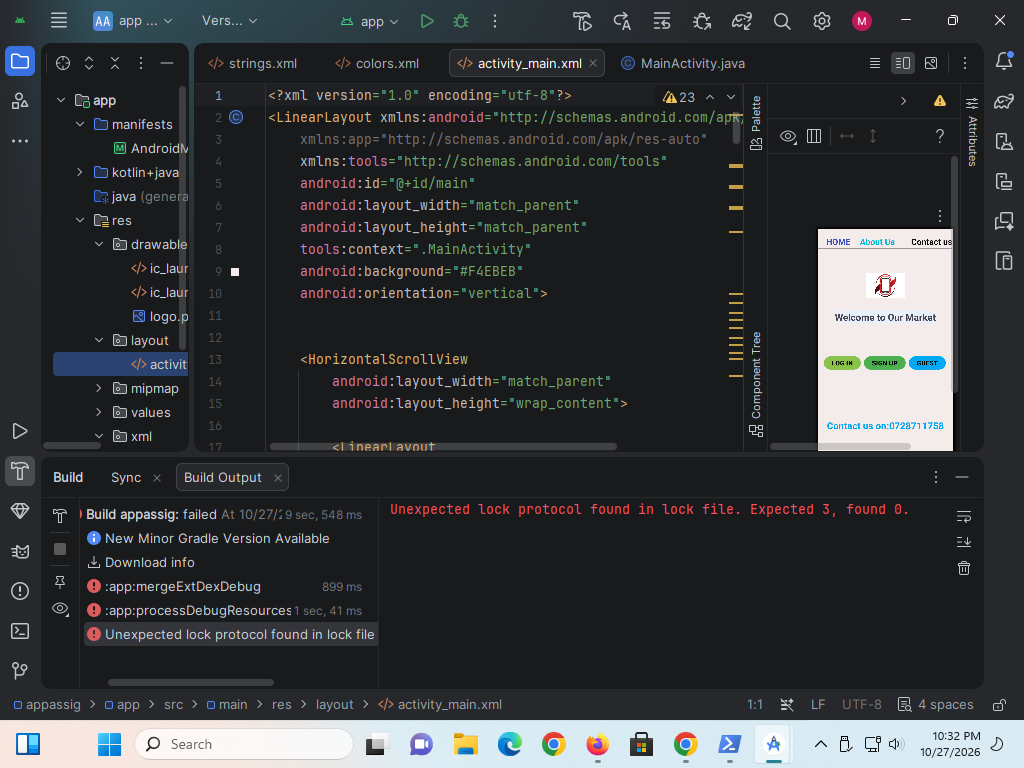 AA app ... Vers... app M
strings.xml colors.xml activity_main.xml MainActivity.java
app
manifests
AndroidM
kotlin+java
java (genera
res
drawable
ic_laun
ic_laun
logo.p
layout
activit
mipmap
values
xml
1 <?xml version="1.0" encoding="utf-8"?> 23
2 <LinearLayout xmlns:android="http://schemas.android.com/apk/
3 xmlns:app="http://schemas.android.com/apk/res-auto"
4 xmlns:tools="http://schemas.android.com/tools"
5 android:id="@+id/main"
6 android:layout_width="match_parent"
7 android:layout_height="match_parent"
8 tools:context=".MainActivity"
9 android:background="#F4EBEB"
10 android:orientation="vertical">
11
12
13 <HorizontalScrollView
14 android:layout_width="match_parent"
15 android:layout_height="wrap_content">
16
17 <LinearLayout
Palette
Component Tree
Attributes
HOME About Us Contact us
Welcome to Our Market
LOG IN SIGN UP GUEST
Contact us on:0728711758
Build Sync Build Output
Build appassig: failed At 10/27/2 9 sec, 548 ms
New Minor Gradle Version Available
Download info
:app:mergeExtDexDebug 899 ms
:app:processDebugResources 1 sec, 41 ms
Unexpected lock protocol found in lock file
Unexpected lock protocol found in lock file. Expected 3, found 0.
appassig > app > src > main > res > layout > activity_main.xml 1:1 LF UTF-8 4 spaces
Search
10:32 PM
10/27/2026